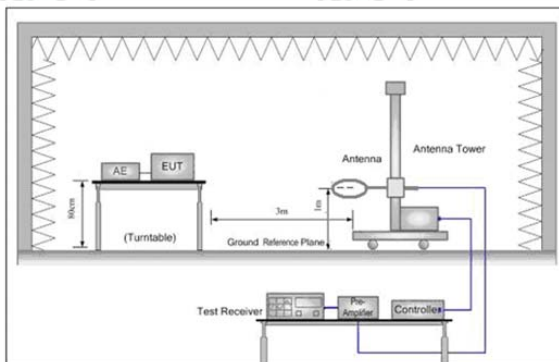 AE
EUT
Antenna
Antenna Tower
80cm
1m
3m
(Turntable)
Ground Reference Plane
Test Receiver
Pre-
Amplifier
Controller